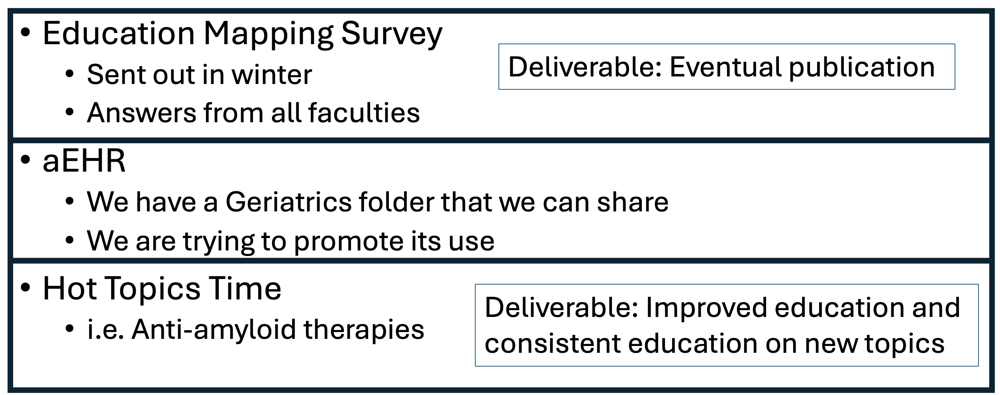 • Education Mapping Survey
• Sent out in winter
• Answers from all faculties
Deliverable: Eventual publication
• aEHR
• We have a Geriatrics folder that we can share
• We are trying to promote its use
• Hot Topics Time
• i.e. Anti-amyloid therapies
Deliverable: Improved education and
consistent education on new topics